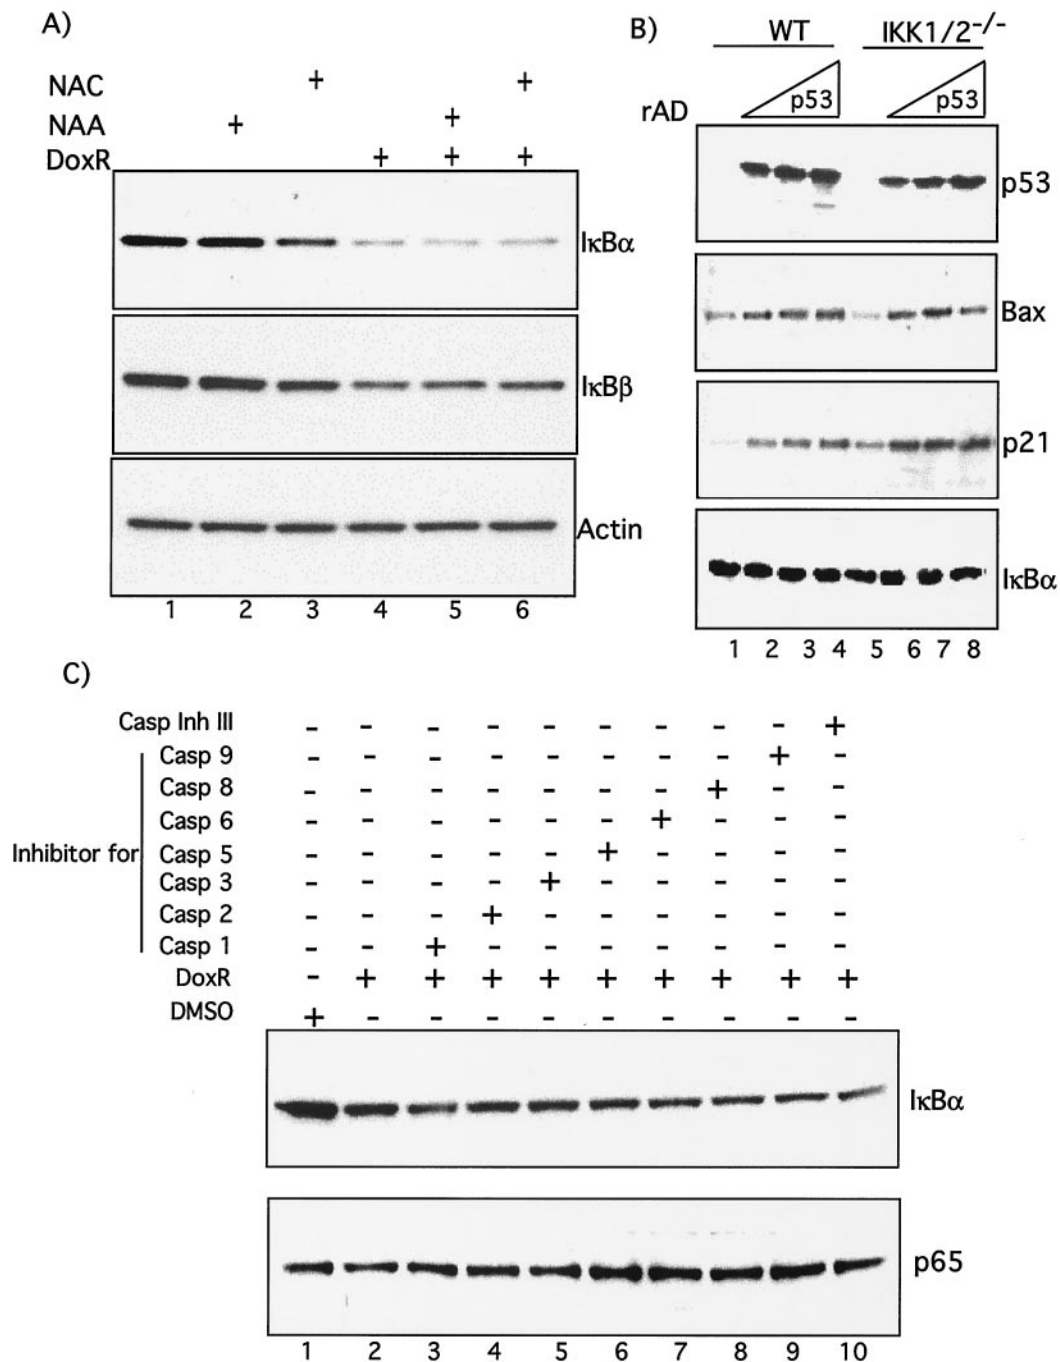 A)
NAC + +
NAA + +
DoxR + + +
IκBα
IκBβ
Actin
1 2 3 4 5 6
B)
WT IKK1/2-/-
rAD p53 p53
p53
Bax
p21
IκBα
1 2 3 4 5 6 7 8
C)
Casp Inh III - - - - - - - - - +
Inhibitor for
Casp 9 - - - - - - - - + -
Casp 8 - - - - - - - + - -
Casp 6 - - - - - - + - - -
Casp 5 - - - - - + - - - -
Casp 3 - - - - + - - - - -
Casp 2 - - - + - - - - - -
Casp 1 - - + - - - - - - -
DoxR - + + + + + + + + +
DMSO + - - - - - - - - -
IκBα
p65
1 2 3 4 5 6 7 8 9 10